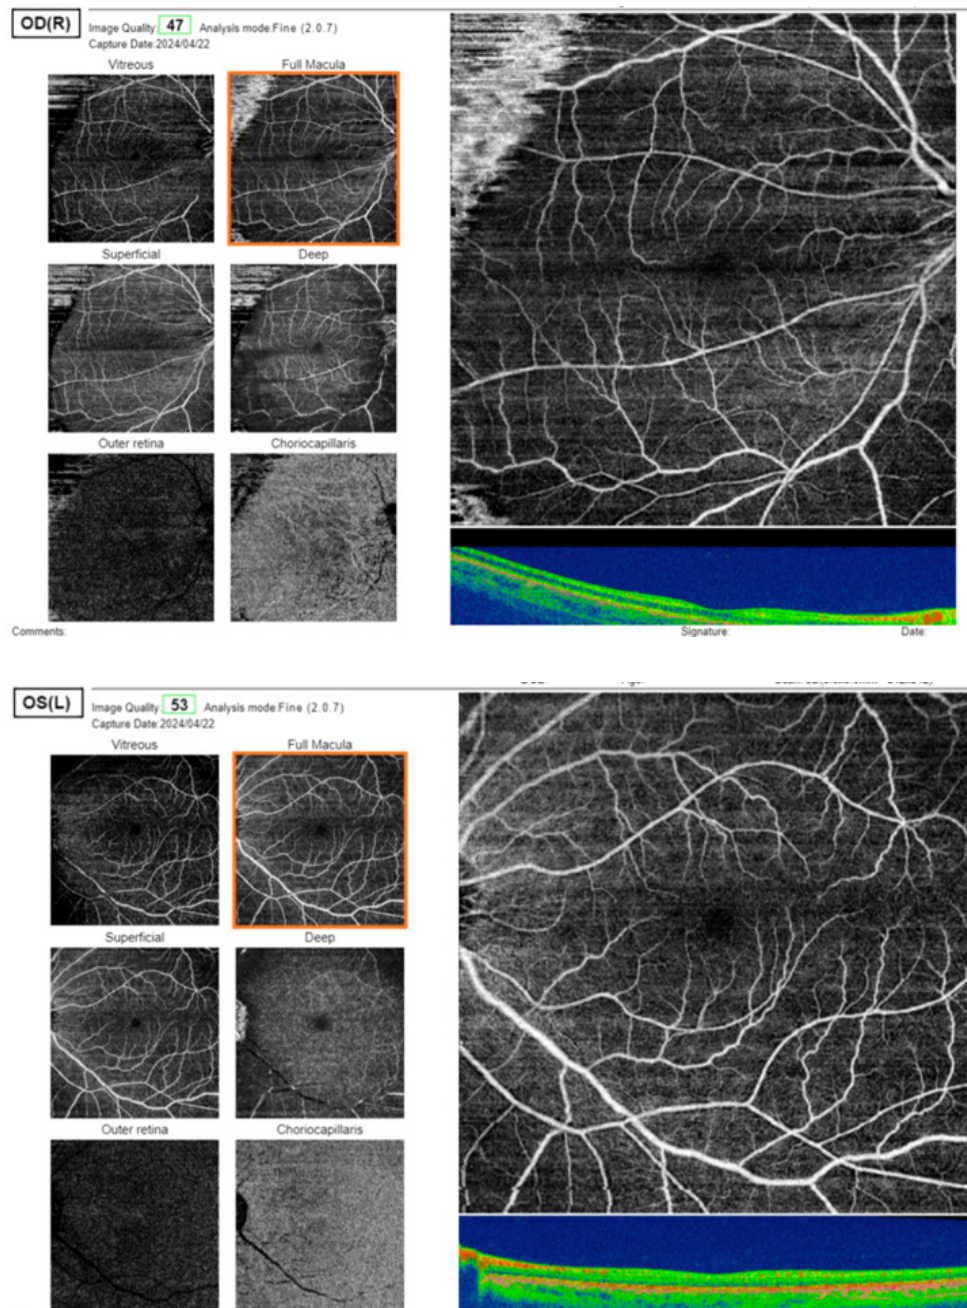 OD(R) Image Quality: 47 Analysis mode:Fine (2.0.7)
Capture Date:2024/04/22
Vitreous Full Macula
Superficial Deep
Outer retina Choriocapillaris
Comments: Signature: Date:
OS(L) Image Quality: 53 Analysis mode:Fine (2.0.7)
Capture Date:2024/04/22
Vitreous Full Macula
Superficial Deep
Outer retina Choriocapillaris